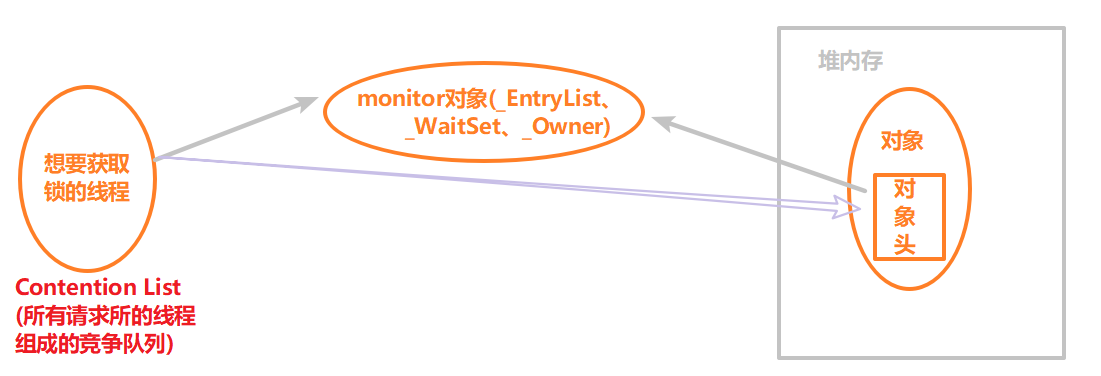 想要获取
锁的线程
Contention List
(所有请求所的线程
组成的竞争队列)
monitor对象(_EntryList、
_WaitSet、_Owner)
堆内存
对象
对
象
头